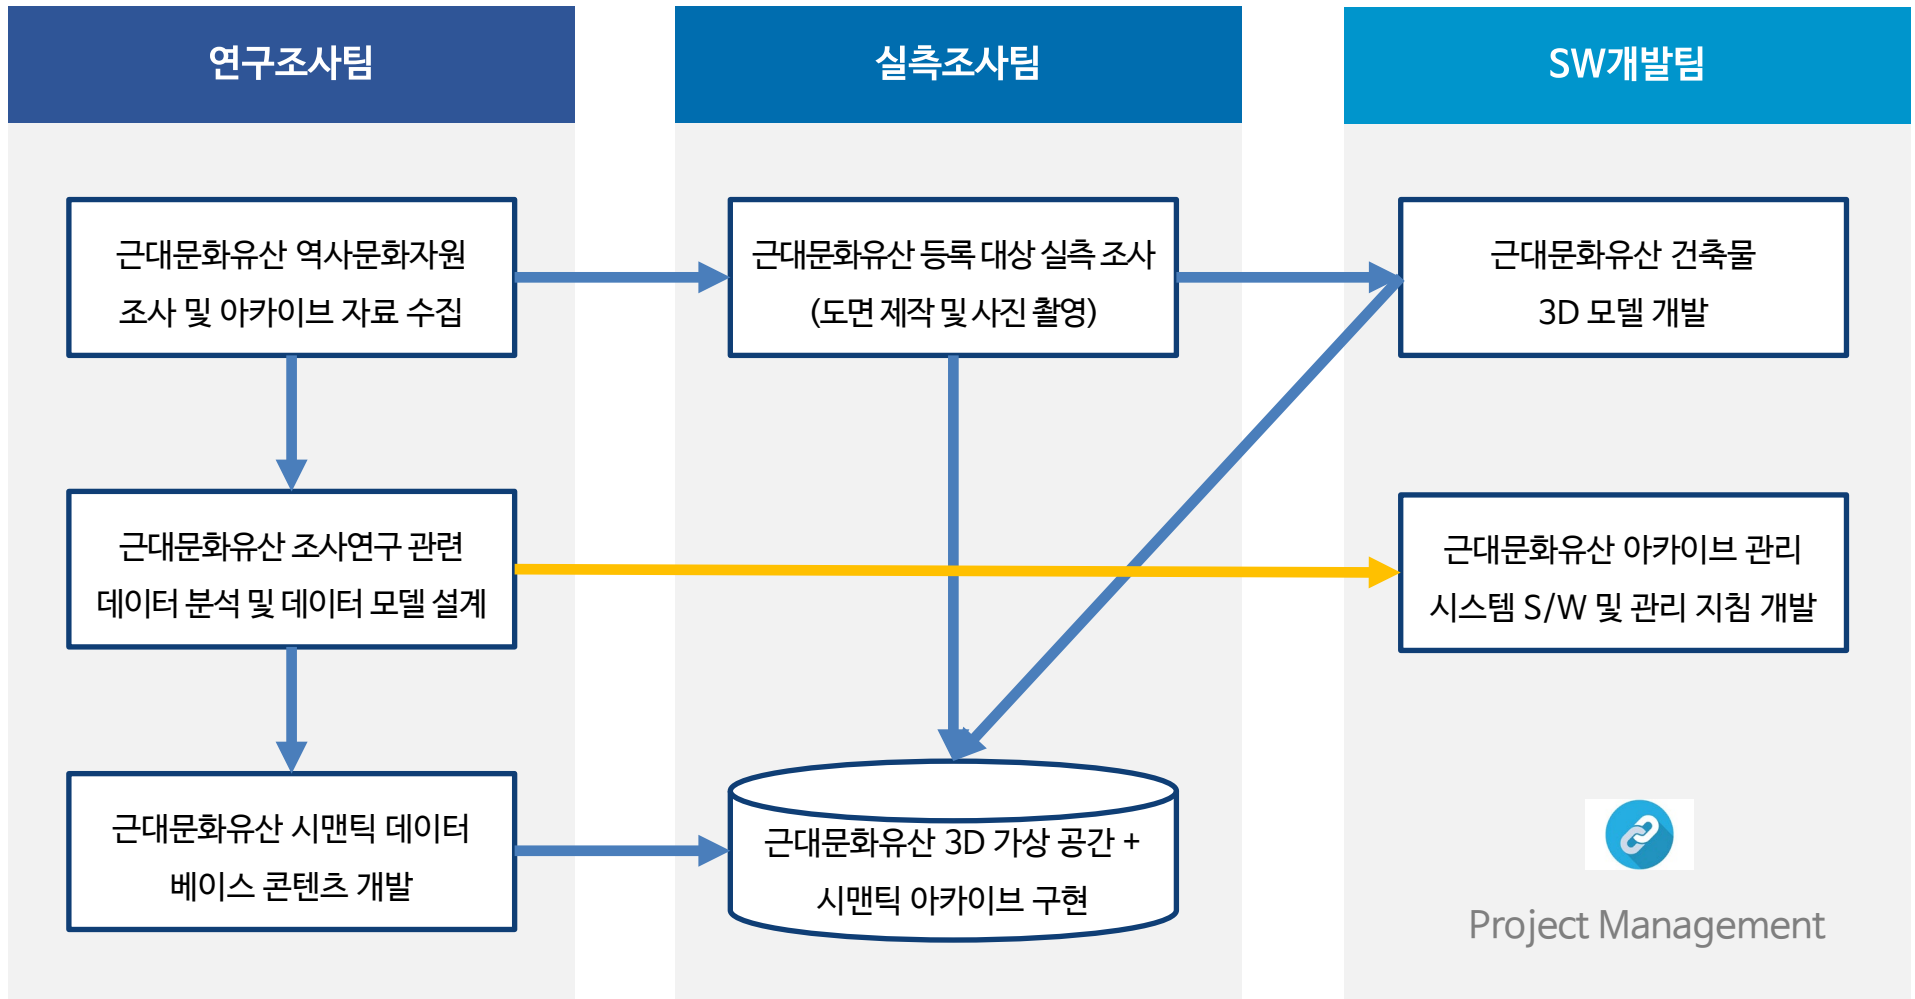 연구조사팀
실측조사팀
SW개발팀
근대문화유산 역사문화자원
조사 및 아카이브 자료 수집
근대문화유산 등록 대상 실측 조사
(도면 제작 및 사진 촬영)
근대문화유산 건축물
3D 모델 개발
근대문화유산 조사연구 관련
데이터 분석 및 데이터 모델 설계
근대문화유산 아카이브 관리
시스템 S/W 및 관리 지침 개발
근대문화유산 시맨틱 데이터
베이스 콘텐츠 개발
근대문화유산 3D 가상 공간 +
시맨틱 아카이브 구현
Project Management